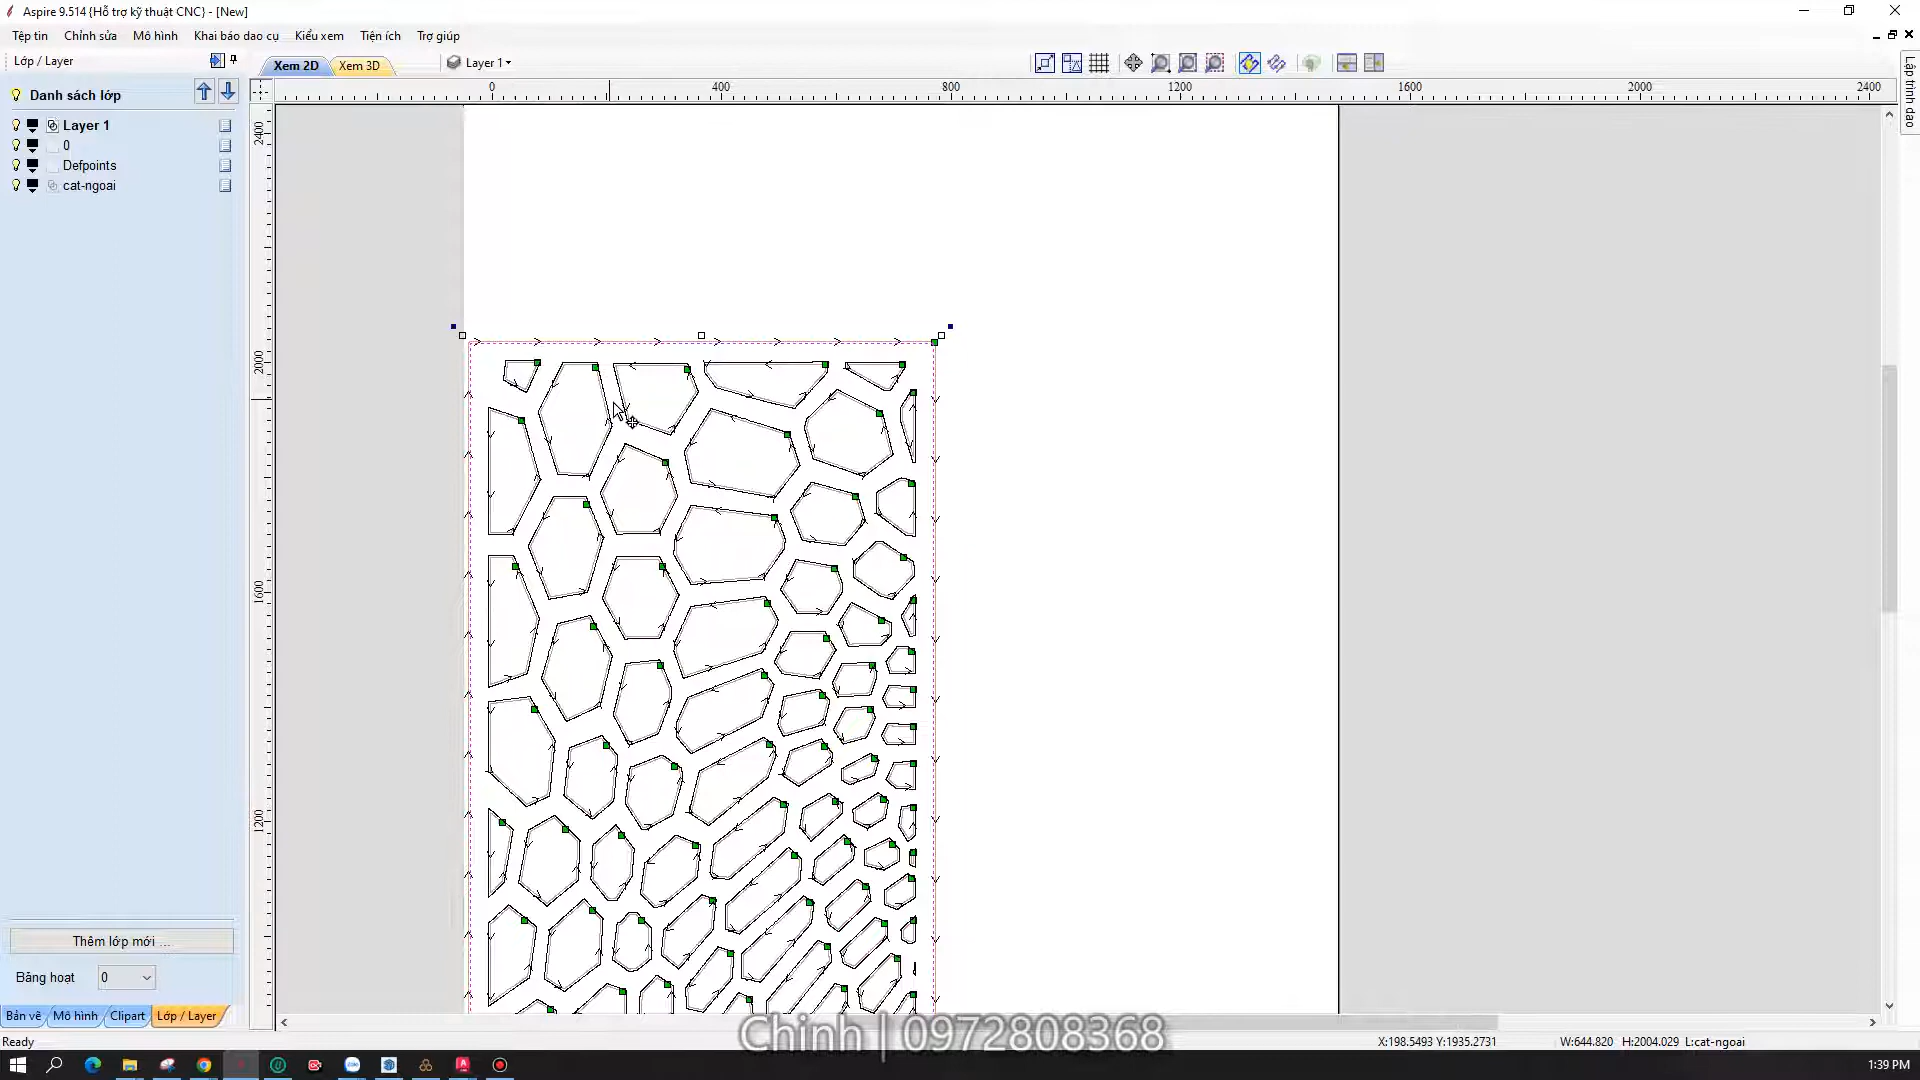 Aspire 9.514 {Hỗ trợ kỹ thuật CNC} - [New]
Tệp tin Chỉnh sửa Mô hình Khai báo dao cụ Kiểu xem Tiện ích Trợ giúp
Lớp / Layer
Xem 2D Xem 3D Layer 1
Danh sách lớp
Layer 1
0
Defpoints
cat-ngoai
0 400 800 1200 1600 2000 2400
2400
2000
1600
1200
Lập trình dao
Thêm lớp mới ...
Băng hoạt 0
Bản vẽ Mô hình Clipart Lớp / Layer
Chinh | 0972808368
Ready
X:198.5493 Y:1935.2731 W:644.820 H:2004.029 L:cat-ngoai
1:39 PM